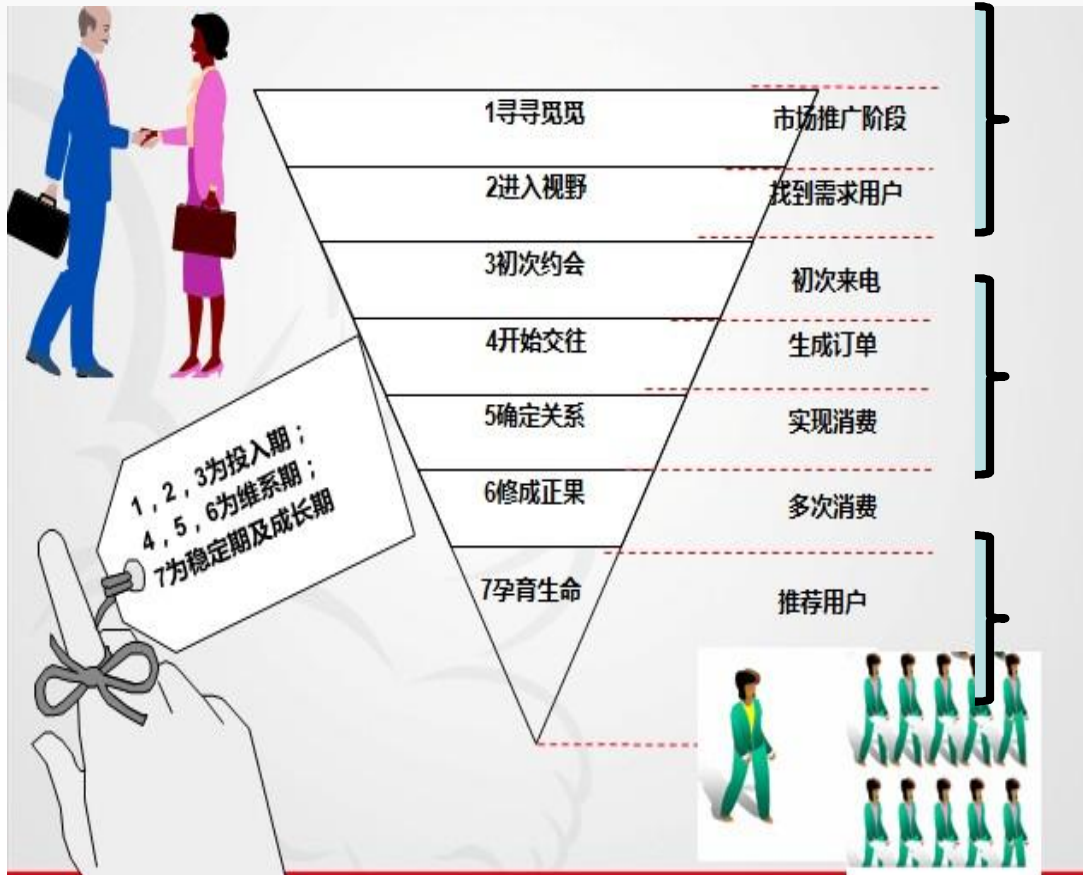 1寻寻觅觅
市场推广阶段
2进入视野
找到需求用户
3初次约会
初次来电
4开始交往
生成订单
5确定关系
实现消费
6修成正果
多次消费
7孕育生命
推荐用户
1，2，3为投入期；
4，5，6为维系期；
7为稳定期及成长期